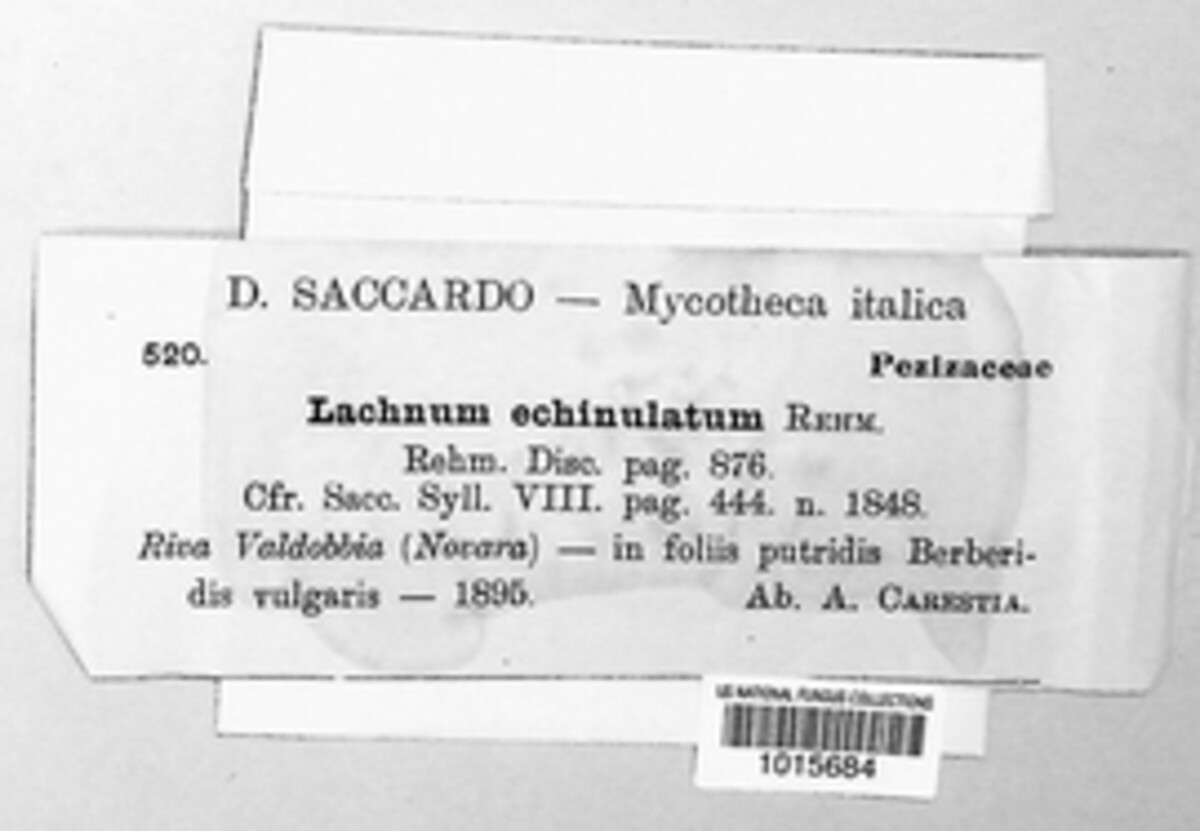 D. SACCARDO — Mycotheca italica
520.
Pezizaceae
Lachnum echinulatum REHM.
Rehm. Disc. pag. 876.
Cfr. Sacc. Syll. VIII. pag. 444. n. 1848.
Riva Valdobbia (Novara) — in foliis putridis Berberi-
dis vulgaris — 1895.
Ab. A. CARESTIA.
US NATIONAL FUNGUS COLLECTIONS
1015684